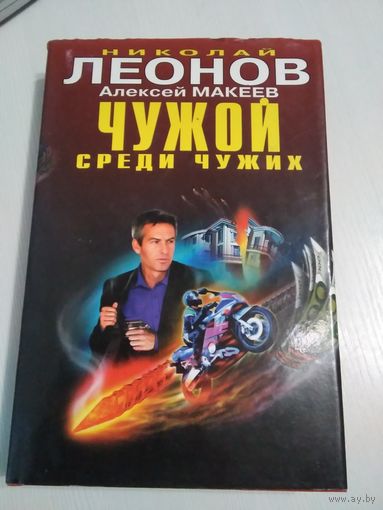 НИКОЛАЙ
ЛЕОНОВ
Алексей МАКЕЕВ
ЧУЖОЙ
СРЕДИ ЧУЖИХ
www.ay.by